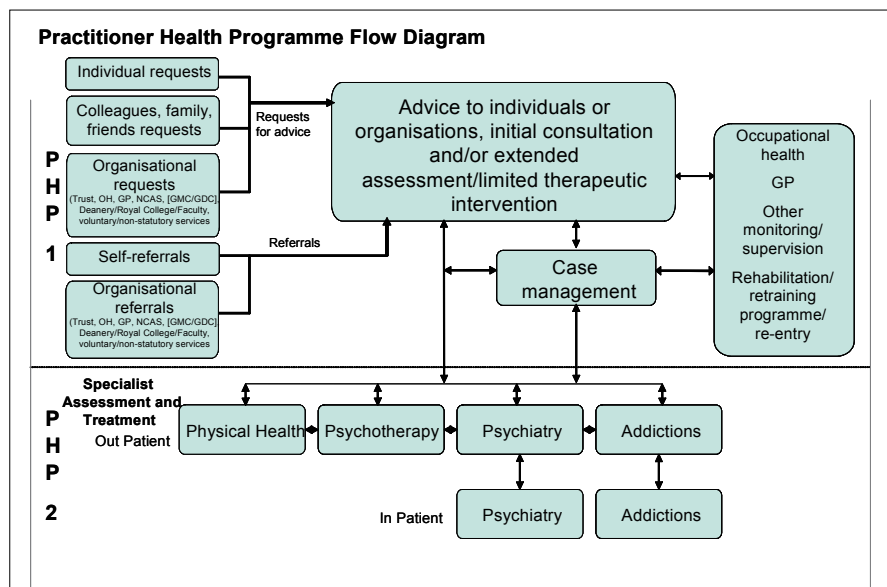 Practitioner Health Programme Flow Diagram
Individual requests
Colleagues, family,
friends requests
Organisational
requests
(Trust, OH, GP, NCAS, [GMC/GDC],
Deanery/Royal College/Faculty,
voluntary/non-statutory services
Self-referrals
Organisational
referrals
(Trust, OH, GP, NCAS, [GMC/GDC]
Deanery/Royal College/Faculty,
voluntary/non-statutory services
P
H
P
1
Requests
for advice
Referrals
Advice to individuals or
organisations, initial consultation
and/or extended
assessment/limited therapeutic
intervention
Case
management
Occupational
health
GP
Other
monitoring/
supervision
Rehabilitation/
retraining
programme/
re-entry
Specialist
Assessment and
Treatment
Out Patient
P
H
P
2
Physical Health
Psychotherapy
Psychiatry
Addictions
In Patient
Psychiatry
Addictions